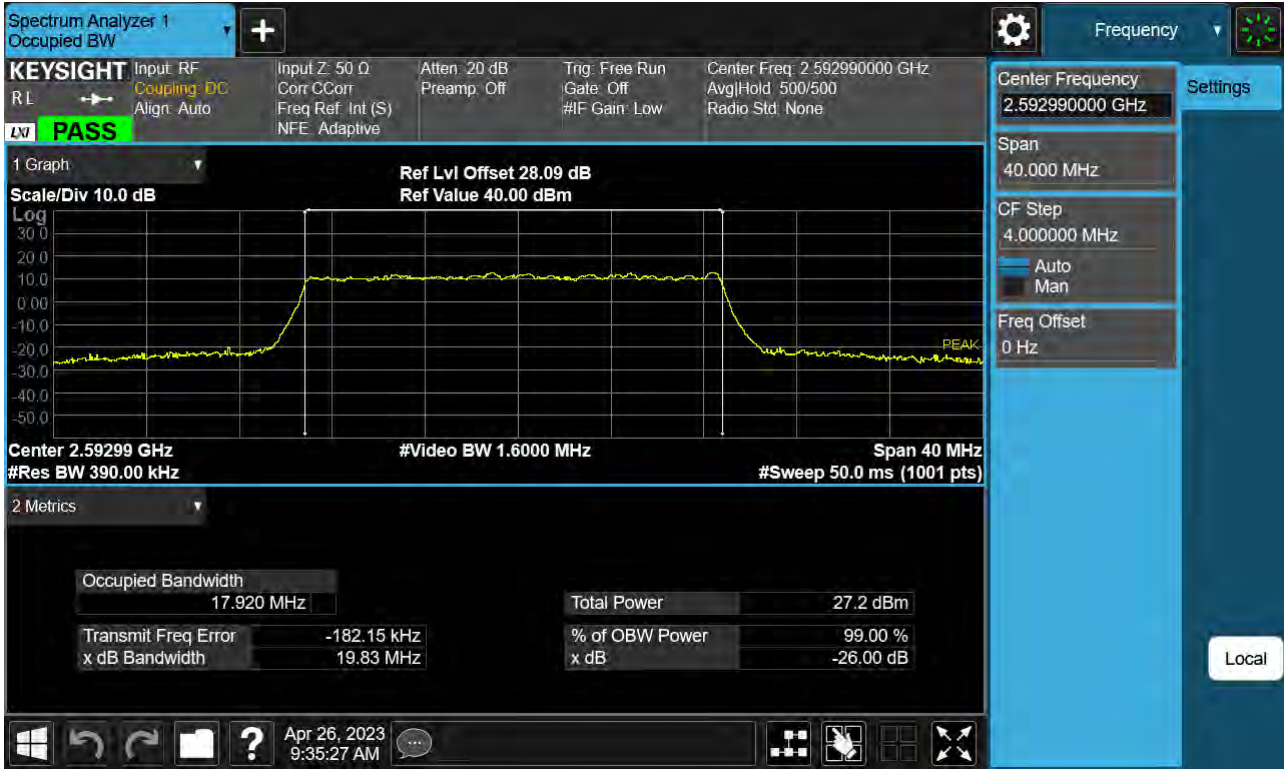 Spectrum Analyzer 1
Occupied BW
+
Frequency
KEYSIGHT
RL
LXI PASS
Input: RF
Coupling: DC
Align: Auto
Input Z: 50 Ω
Corr CCorr
Freq Ref: Int (S)
NFE: Adaptive
Atten: 20 dB
Preamp: Off
Trig: Free Run
Gate: Off
#IF Gain: Low
Center Freq: 2.592990000 GHz
Avg|Hold: 500/500
Radio Std: None
Center Frequency
2.592990000 GHz
Settings
Span
40.000 MHz
CF Step
4.000000 MHz
Auto
Man
Freq Offset
0 Hz
Local
1 Graph
Scale/Div 10.0 dB
Ref Lvl Offset 28.09 dB
Ref Value 40.00 dBm
Log
30.0
20.0
10.0
0.00
-10.0
-20.0
-30.0
-40.0
-50.0
PEAK
Center 2.59299 GHz
#Video BW 1.6000 MHz
Span 40 MHz
#Res BW 390.00 kHz
#Sweep 50.0 ms (1001 pts)
2 Metrics
Occupied Bandwidth
17.920 MHz
Total Power 27.2 dBm
Transmit Freq Error -182.15 kHz
% of OBW Power 99.00 %
x dB Bandwidth 19.83 MHz
x dB -26.00 dB
?
Apr 26, 2023
9:35:27 AM